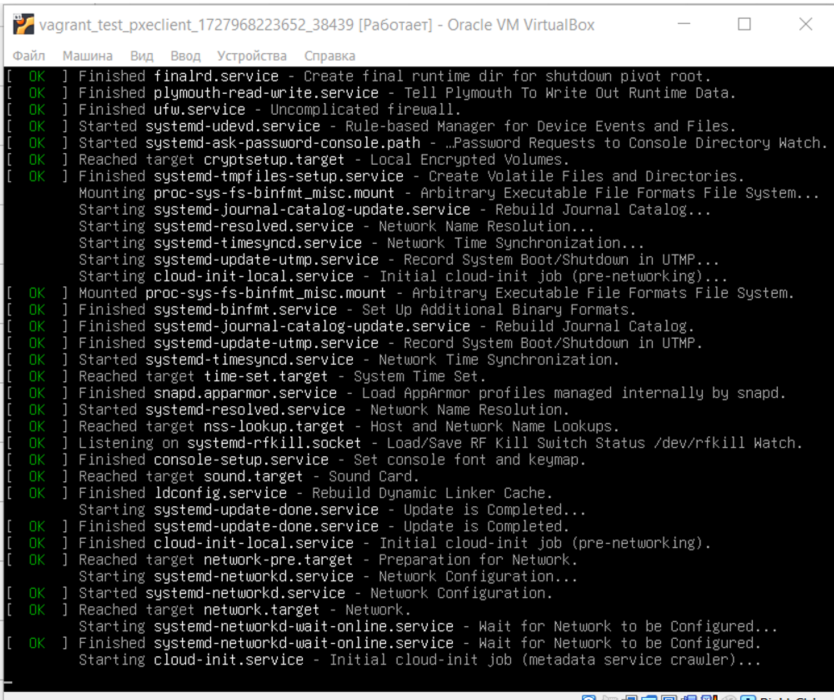 vagrant_test_pxeclient_1727968223652_38439 [Работает] - Oracle VM VirtualBox
Файл Машина Вид Ввод Устройства Справка
[ OK ] Finished finalrd.service - Create final runtime dir for shutdown pivot root.
[ OK ] Finished plymouth-read-write.service - Tell Plymouth To Write Out Runtime Data.
[ OK ] Finished ufw.service - Uncomplicated firewall.
[ OK ] Started systemd-udevd.service - Rule-based Manager for Device Events and Files.
[ OK ] Started systemd-ask-password-console.path - …Password Requests to Console Directory Watch.
[ OK ] Reached target cryptsetup.target - Local Encrypted Volumes.
[ OK ] Finished systemd-tmpfiles-setup.service - Create Volatile Files and Directories.
Mounting proc-sys-fs-binfmt_misc.mount - Arbitrary Executable File Formats File System...
Starting systemd-journal-catalog-update.service - Rebuild Journal Catalog...
Starting systemd-resolved.service - Network Name Resolution...
Starting systemd-timesyncd.service - Network Time Synchronization...
Starting systemd-update-utmp.service - Record System Boot/Shutdown in UTMP...
Starting cloud-init-local.service - Initial cloud-init job (pre-networking)...
[ OK ] Mounted proc-sys-fs-binfmt_misc.mount - Arbitrary Executable File Formats File System.
[ OK ] Finished systemd-binfmt.service - Set Up Additional Binary Formats.
[ OK ] Finished systemd-journal-catalog-update.service - Rebuild Journal Catalog.
[ OK ] Finished systemd-update-utmp.service - Record System Boot/Shutdown in UTMP.
[ OK ] Started systemd-timesyncd.service - Network Time Synchronization.
[ OK ] Reached target time-set.target - System Time Set.
[ OK ] Finished snapd.apparmor.service - Load AppArmor profiles managed internally by snapd.
[ OK ] Started systemd-resolved.service - Network Name Resolution.
[ OK ] Reached target nss-lookup.target - Host and Network Name Lookups.
[ OK ] Listening on systemd-rfkill.socket - Load/Save RF Kill Switch Status /dev/rfkill Watch.
[ OK ] Finished console-setup.service - Set console font and keymap.
[ OK ] Reached target sound.target - Sound Card.
[ OK ] Finished ldconfig.service - Rebuild Dynamic Linker Cache.
Starting systemd-update-done.service - Update is Completed...
[ OK ] Finished systemd-update-done.service - Update is Completed.
[ OK ] Finished cloud-init-local.service - Initial cloud-init job (pre-networking).
[ OK ] Reached target network-pre.target - Preparation for Network.
Starting systemd-networkd.service - Network Configuration...
[ OK ] Started systemd-networkd.service - Network Configuration.
[ OK ] Reached target network.target - Network.
Starting systemd-networkd-wait-online.service - Wait for Network to be Configured...
[ OK ] Finished systemd-networkd-wait-online.service - Wait for Network to be Configured.
Starting cloud-init.service - Initial cloud-init job (metadata service crawler)...